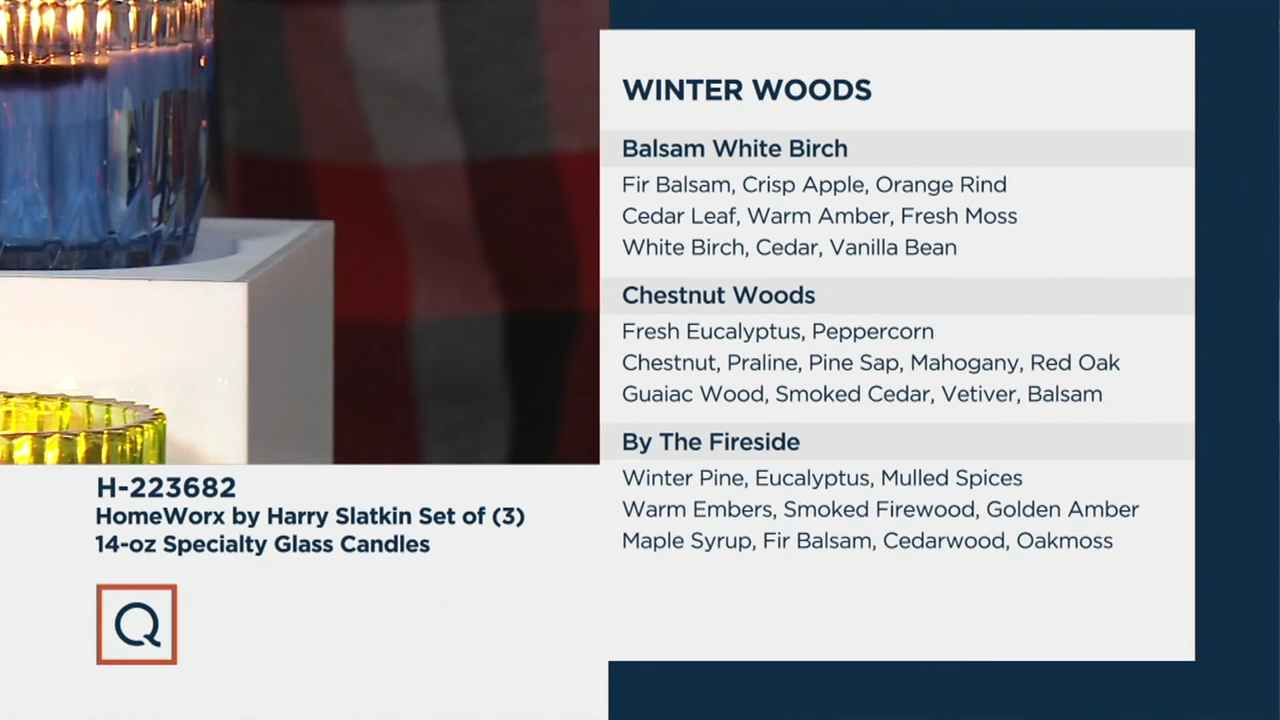 WINTER WOODS
Balsam White Birch
Fir Balsam, Crisp Apple, Orange Rind
Cedar Leaf, Warm Amber, Fresh Moss
White Birch, Cedar, Vanilla Bean
Chestnut Woods
Fresh Eucalyptus, Peppercorn
Chestnut, Praline, Pine Sap, Mahogany, Red Oak
Guaiac Wood, Smoked Cedar, Vetiver, Balsam
By The Fireside
Winter Pine, Eucalyptus, Mulled Spices
Warm Embers, Smoked Firewood, Golden Amber
Maple Syrup, Fir Balsam, Cedarwood, Oakmoss
H-223682
HomeWorx by Harry Slatkin Set of (3)
14-oz Specialty Glass Candles
Q